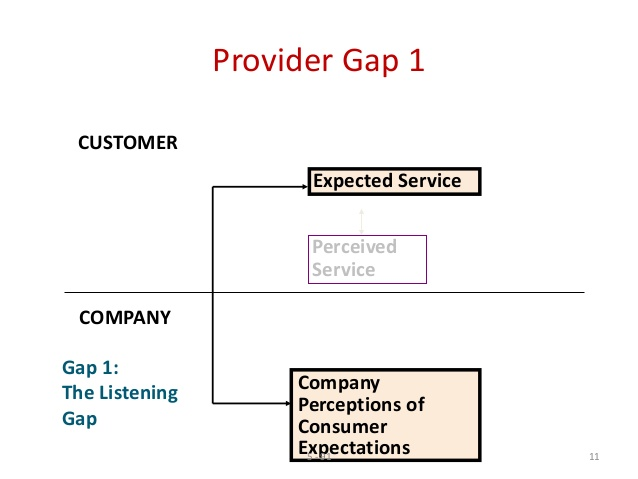 Provider Gap 1
CUSTOMER
Expected Service
Perceived
Service
COMPANY
Gap 1:
The Listening
Gap
Company
Perceptions of
Consumer
Expectations
11